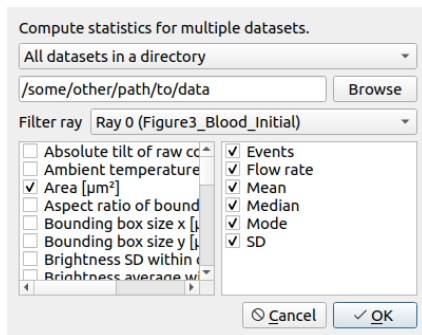 Compute statistics for multiple datasets.
All datasets in a directory
/some/other/path/to/data Browse
Filter ray Ray 0 (Figure3_Blood_Initial)
Absolute tilt of raw
Ambient temperature
Area [µm²]
Aspect ratio of bound
Bounding box size x [
Bounding box size y [
Brightness SD within
Brightness average
Events
Flow rate
Mean
Median
Mode
SD
Cancel OK